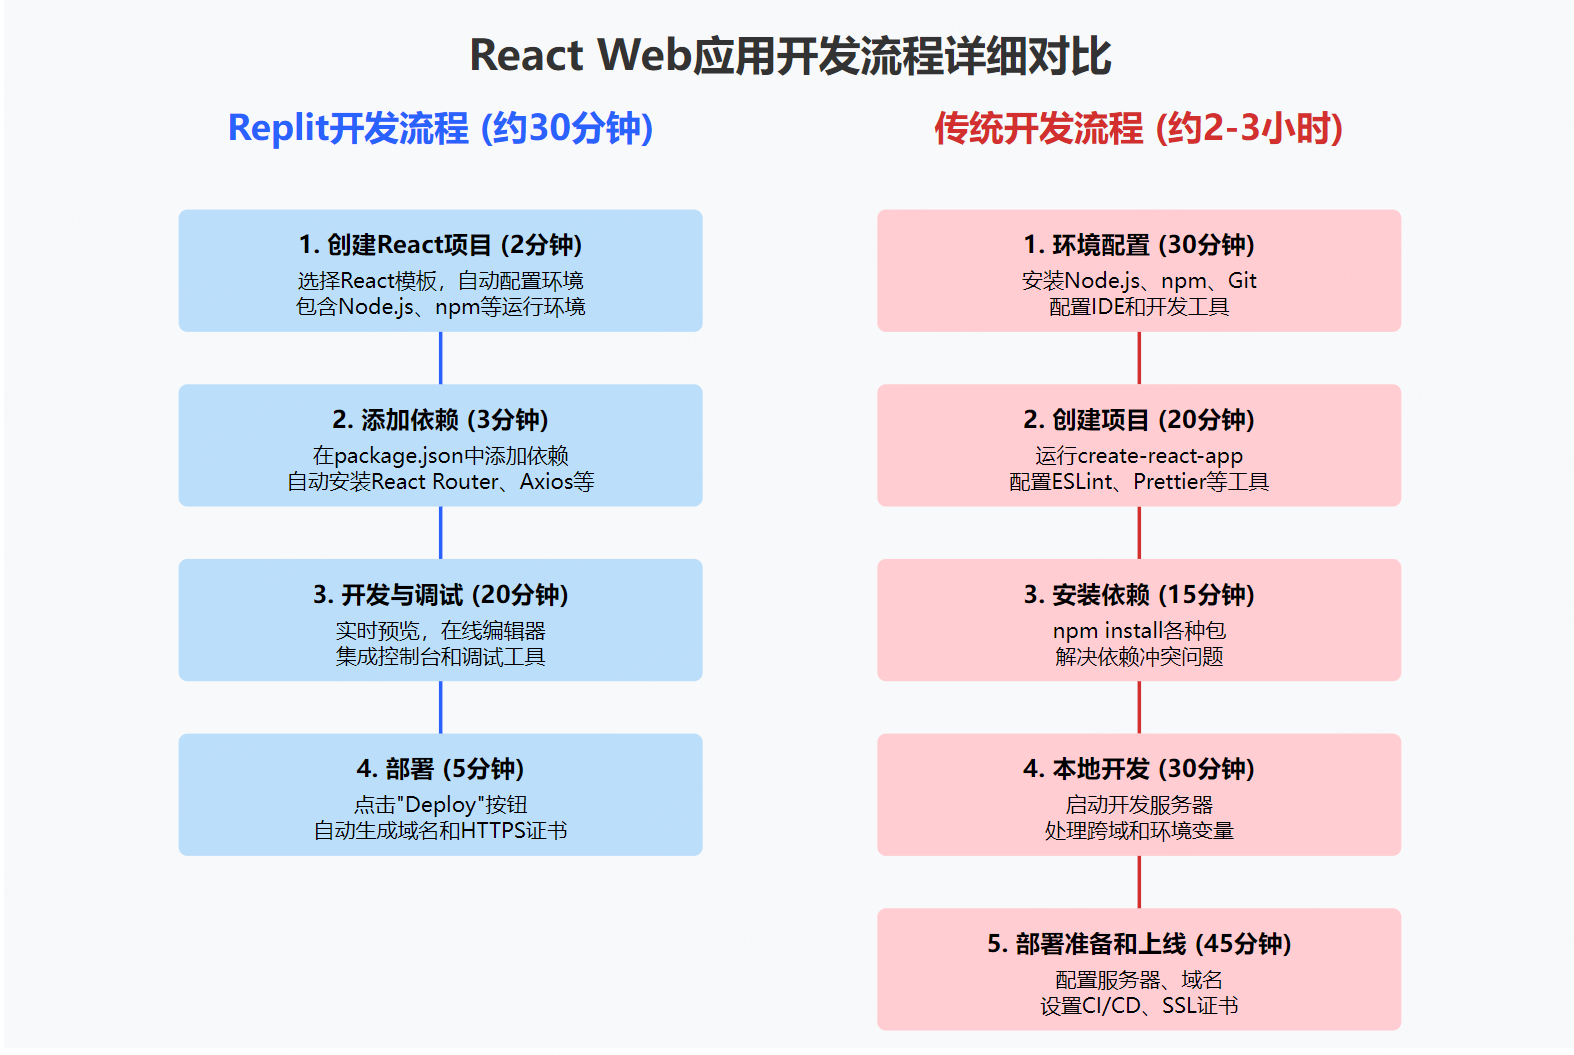 React Web应用开发流程详细对比
Replit开发流程 (约30分钟)
1. 创建React项目 (2分钟)
选择React模板，自动配置环境
包含Node.js、npm等运行环境
2. 添加依赖 (3分钟)
在package.json中添加依赖
自动安装React Router、Axios等
3. 开发与调试 (20分钟)
实时预览，在线编辑器
集成控制台和调试工具
4. 部署 (5分钟)
点击"Deploy"按钮
自动生成域名和HTTPS证书
传统开发流程 (约2-3小时)
1. 环境配置 (30分钟)
安装Node.js、npm、Git
配置IDE和开发工具
2. 创建项目 (20分钟)
运行create-react-app
配置ESLint、Prettier等工具
3. 安装依赖 (15分钟)
npm install各种包
解决依赖冲突问题
4. 本地开发 (30分钟)
启动开发服务器
处理跨域和环境变量
5. 部署准备和上线 (45分钟)
配置服务器、域名
设置CI/CD、SSL证书